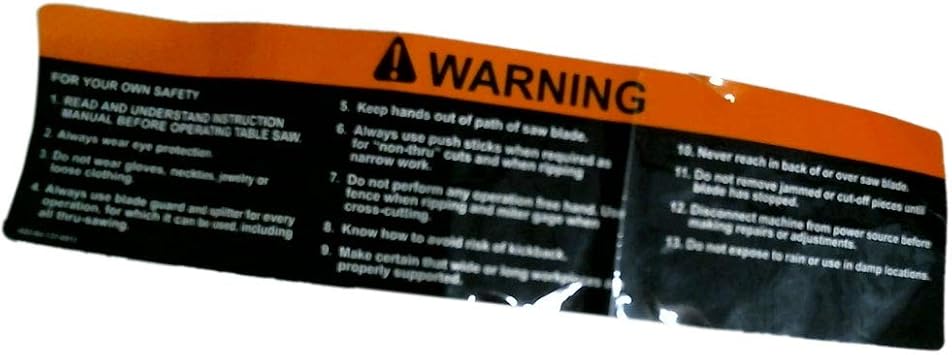 WARNING
FOR YOUR OWN SAFETY
1. READ AND UNDERSTAND INSTRUCTION
MANUAL BEFORE OPERATING TABLE SAW.
2. Always wear eye protection.
3. Do not wear gloves, neckties, jewelry or
loose clothing.
4. Always use blade guard and splitter for every
operation, for which it can be used, including
all thru-sawing.
5. Keep hands out of path of saw blade.
6. Always use push sticks when required as
for "non-thru" cuts and when ripping
narrow work.
7. Do not perform any operation free hand. Use
fence when ripping and miter gage when
cross-cutting.
8. Know how to avoid risk of kickback.
9. Make certain that wide or long
properly supported.
10. Never reach in back of or over saw blade.
11. Do not remove jammed or cut-off pieces until
blade has stopped.
12. Disconnect machine from power source before
making repairs or adjustments.
13. Do not expose to rain or use in damp locations.